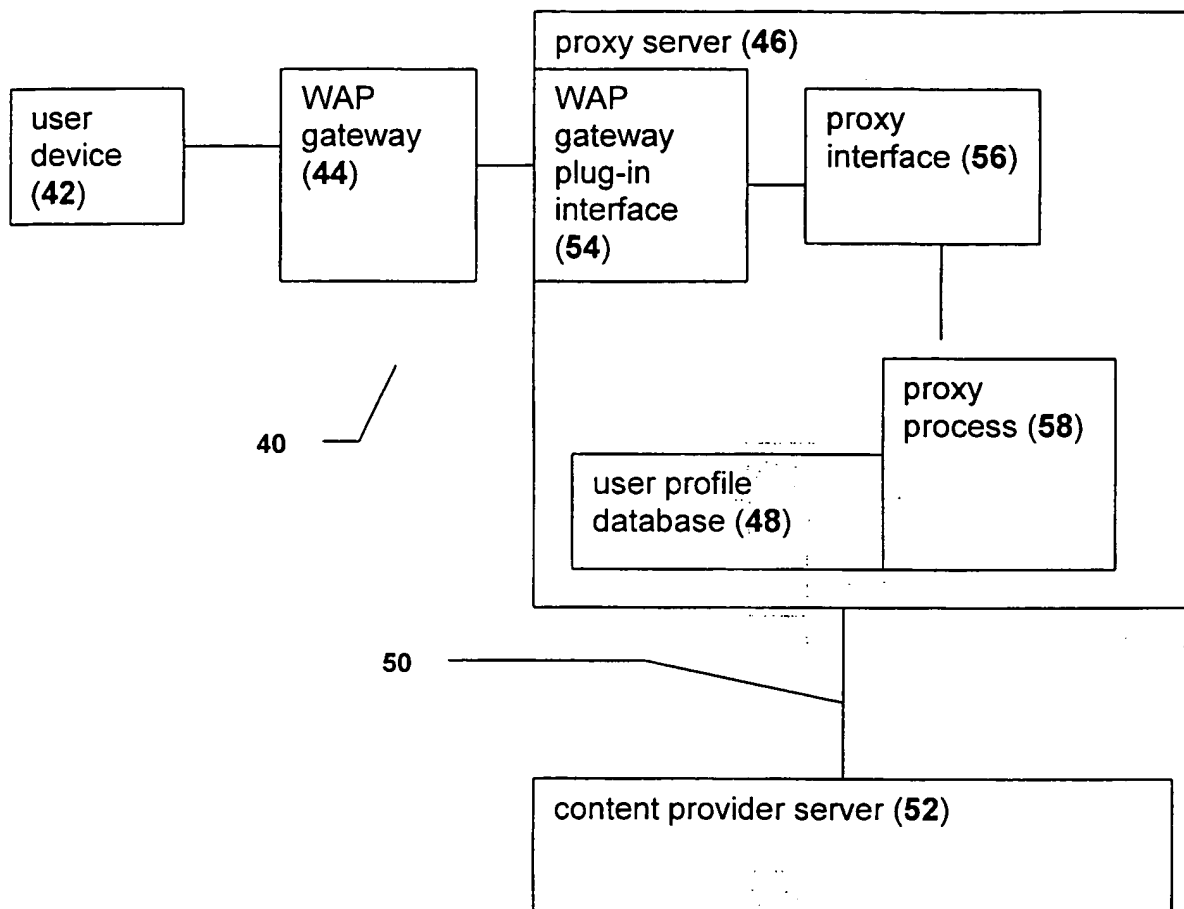 proxy server (46)
user
device
(42)
WAP
gateway
(44)
WAP
gateway
plug-in
interface
(54)
proxy
interface (56)
proxy
process (58)
user profile
database (48)
40
50
content provider server (52)